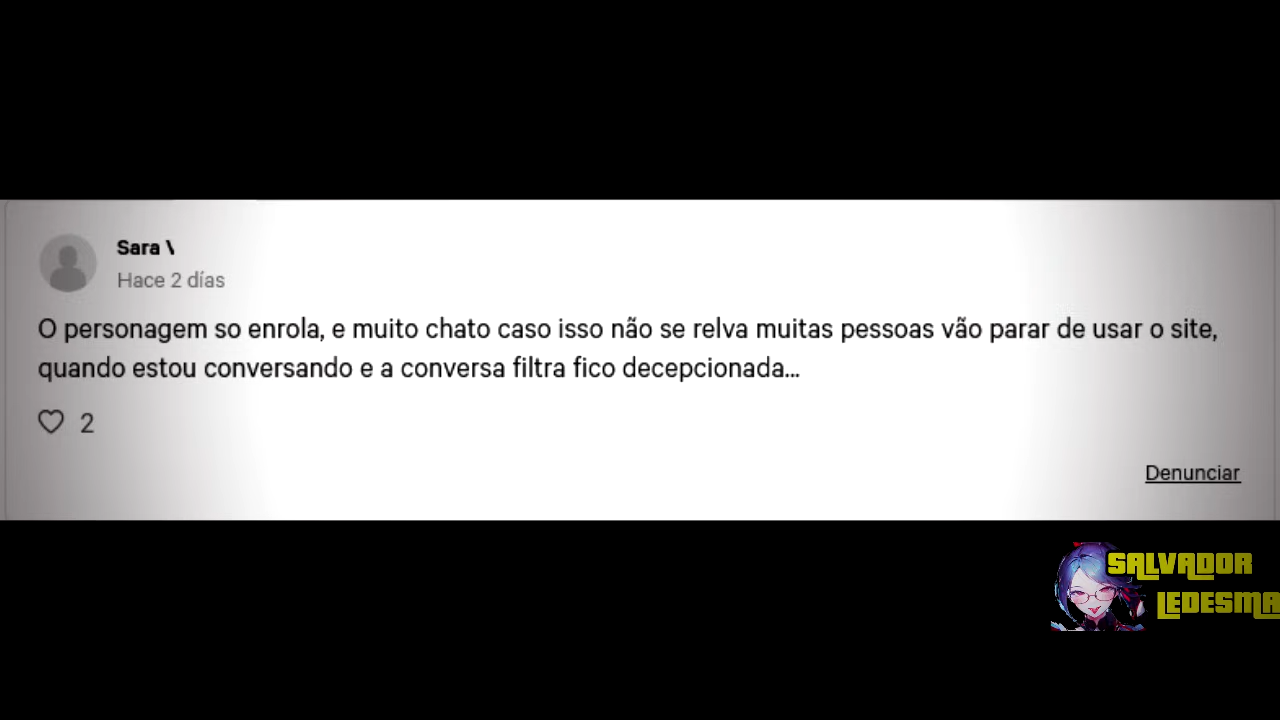 Sara \
Hace 2 días
O personagem so enrola, e muito chato caso isso não se relva muitas pessoas vão parar de usar o site,
quando estou conversando e a conversa filtra fico decepcionada...
2
Denunciar
SALVADOR
LEDESMA